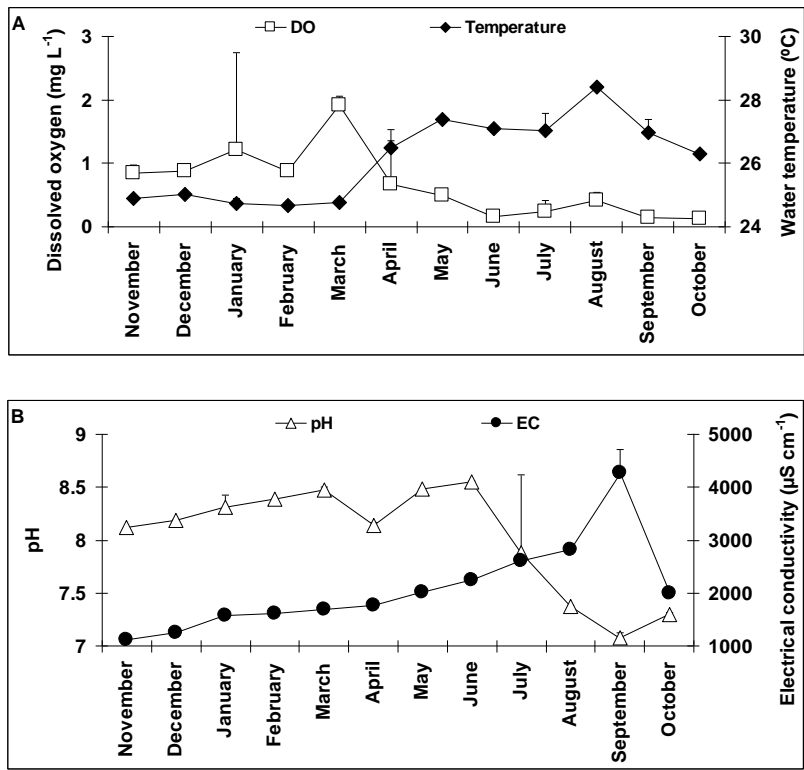 A
DO
Temperature
Dissolved oxygen (mg L⁻¹)
3
2
1
0
30
28
26
24
Water temperature (ºC)
November
December
January
February
March
April
May
June
July
August
September
October
B
pH
EC
pH
9
8.5
8
7.5
7
5000
4000
3000
2000
1000
Electrical conductivity (µS cm⁻¹)
November
December
January
February
March
April
May
June
July
August
September
October